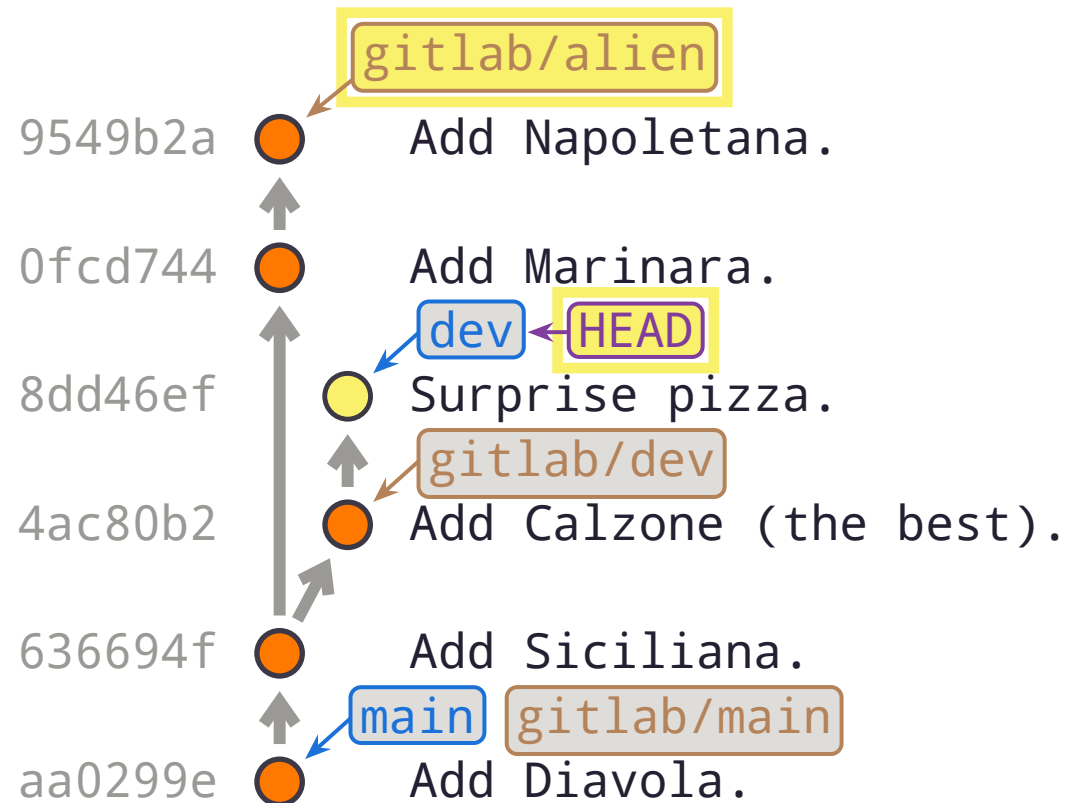 gitlab/alien
9549b2a Add Napoletana.
0fcd744 Add Marinara.
dev HEAD
8dd46ef Surprise pizza.
gitlab/dev
4ac80b2 Add Calzone (the best).
636694f Add Siciliana.
main gitlab/main
aa0299e Add Diavola.